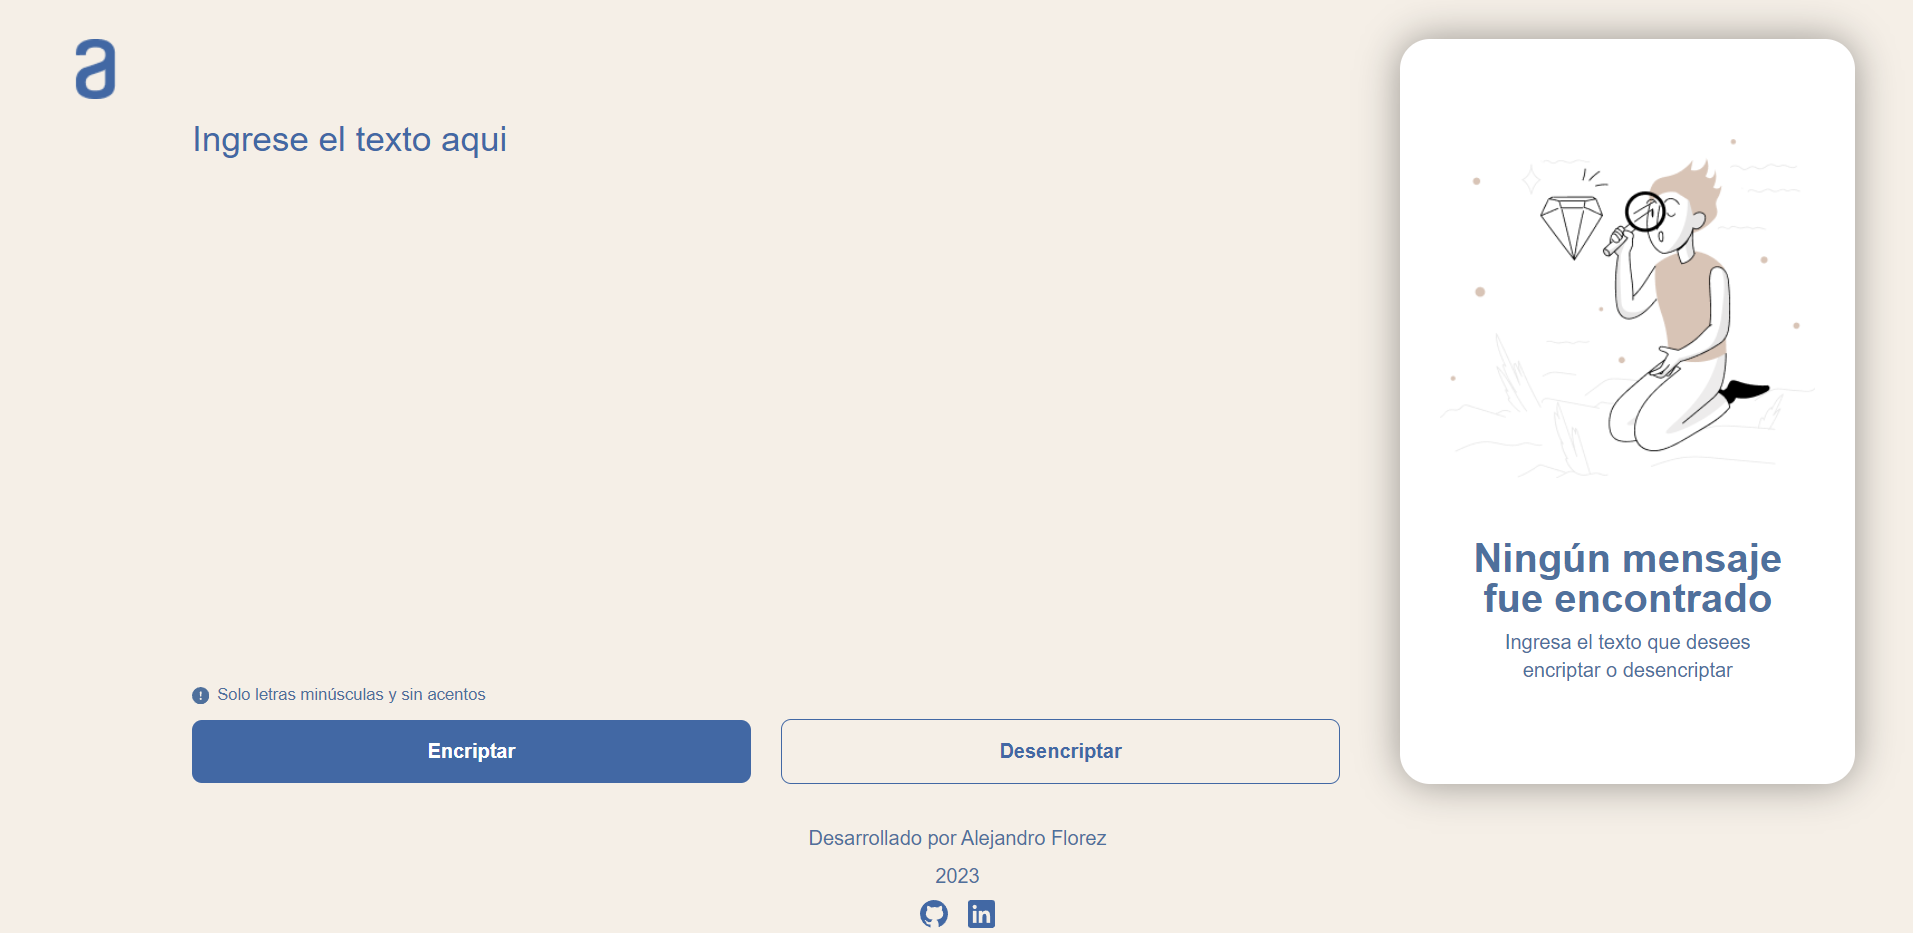 a
Ingrese el texto aqui
Solo letras minúsculas y sin acentos
Encriptar
Desencriptar
Ningún mensaje
fue encontrado
Ingresa el texto que desees
encriptar o desencriptar
Desarrollado por Alejandro Florez
2023
in